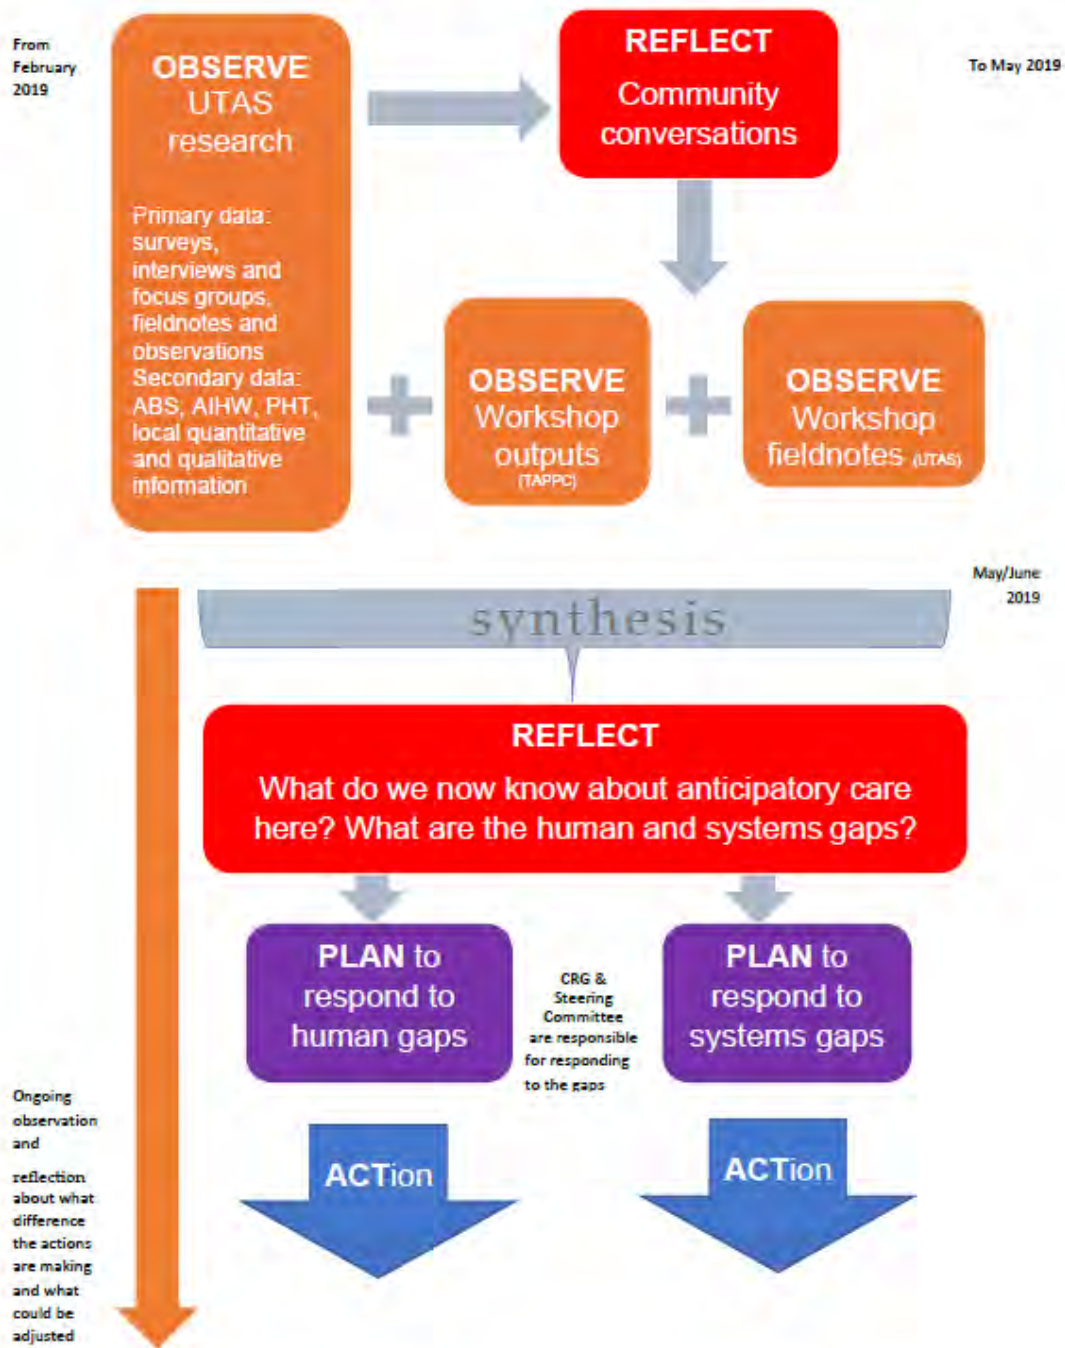 From
February
2019
OBSERVE
UTAS
research
Primary data:
surveys,
interviews and
focus groups,
fieldnotes and
observations
Secondary data:
ABS, AIHW, PHT,
local quantitative
and qualitative
information
REFLECT
Community
conversations
To May 2019
OBSERVE
Workshop
outputs
(TAPPC)
OBSERVE
Workshop
fieldnotes (UTAS)
May/June
2019
synthesis
REFLECT
What do we now know about anticipatory care
here? What are the human and systems gaps?
PLAN to
respond to
human gaps
CRG &
Steering
Committee
are responsible
for responding
to the gaps
PLAN to
respond to
systems gaps
ACTion
ACTion
Ongoing
observation
and
reflection
about what
difference
the actions
are making
and what
could be
adjusted